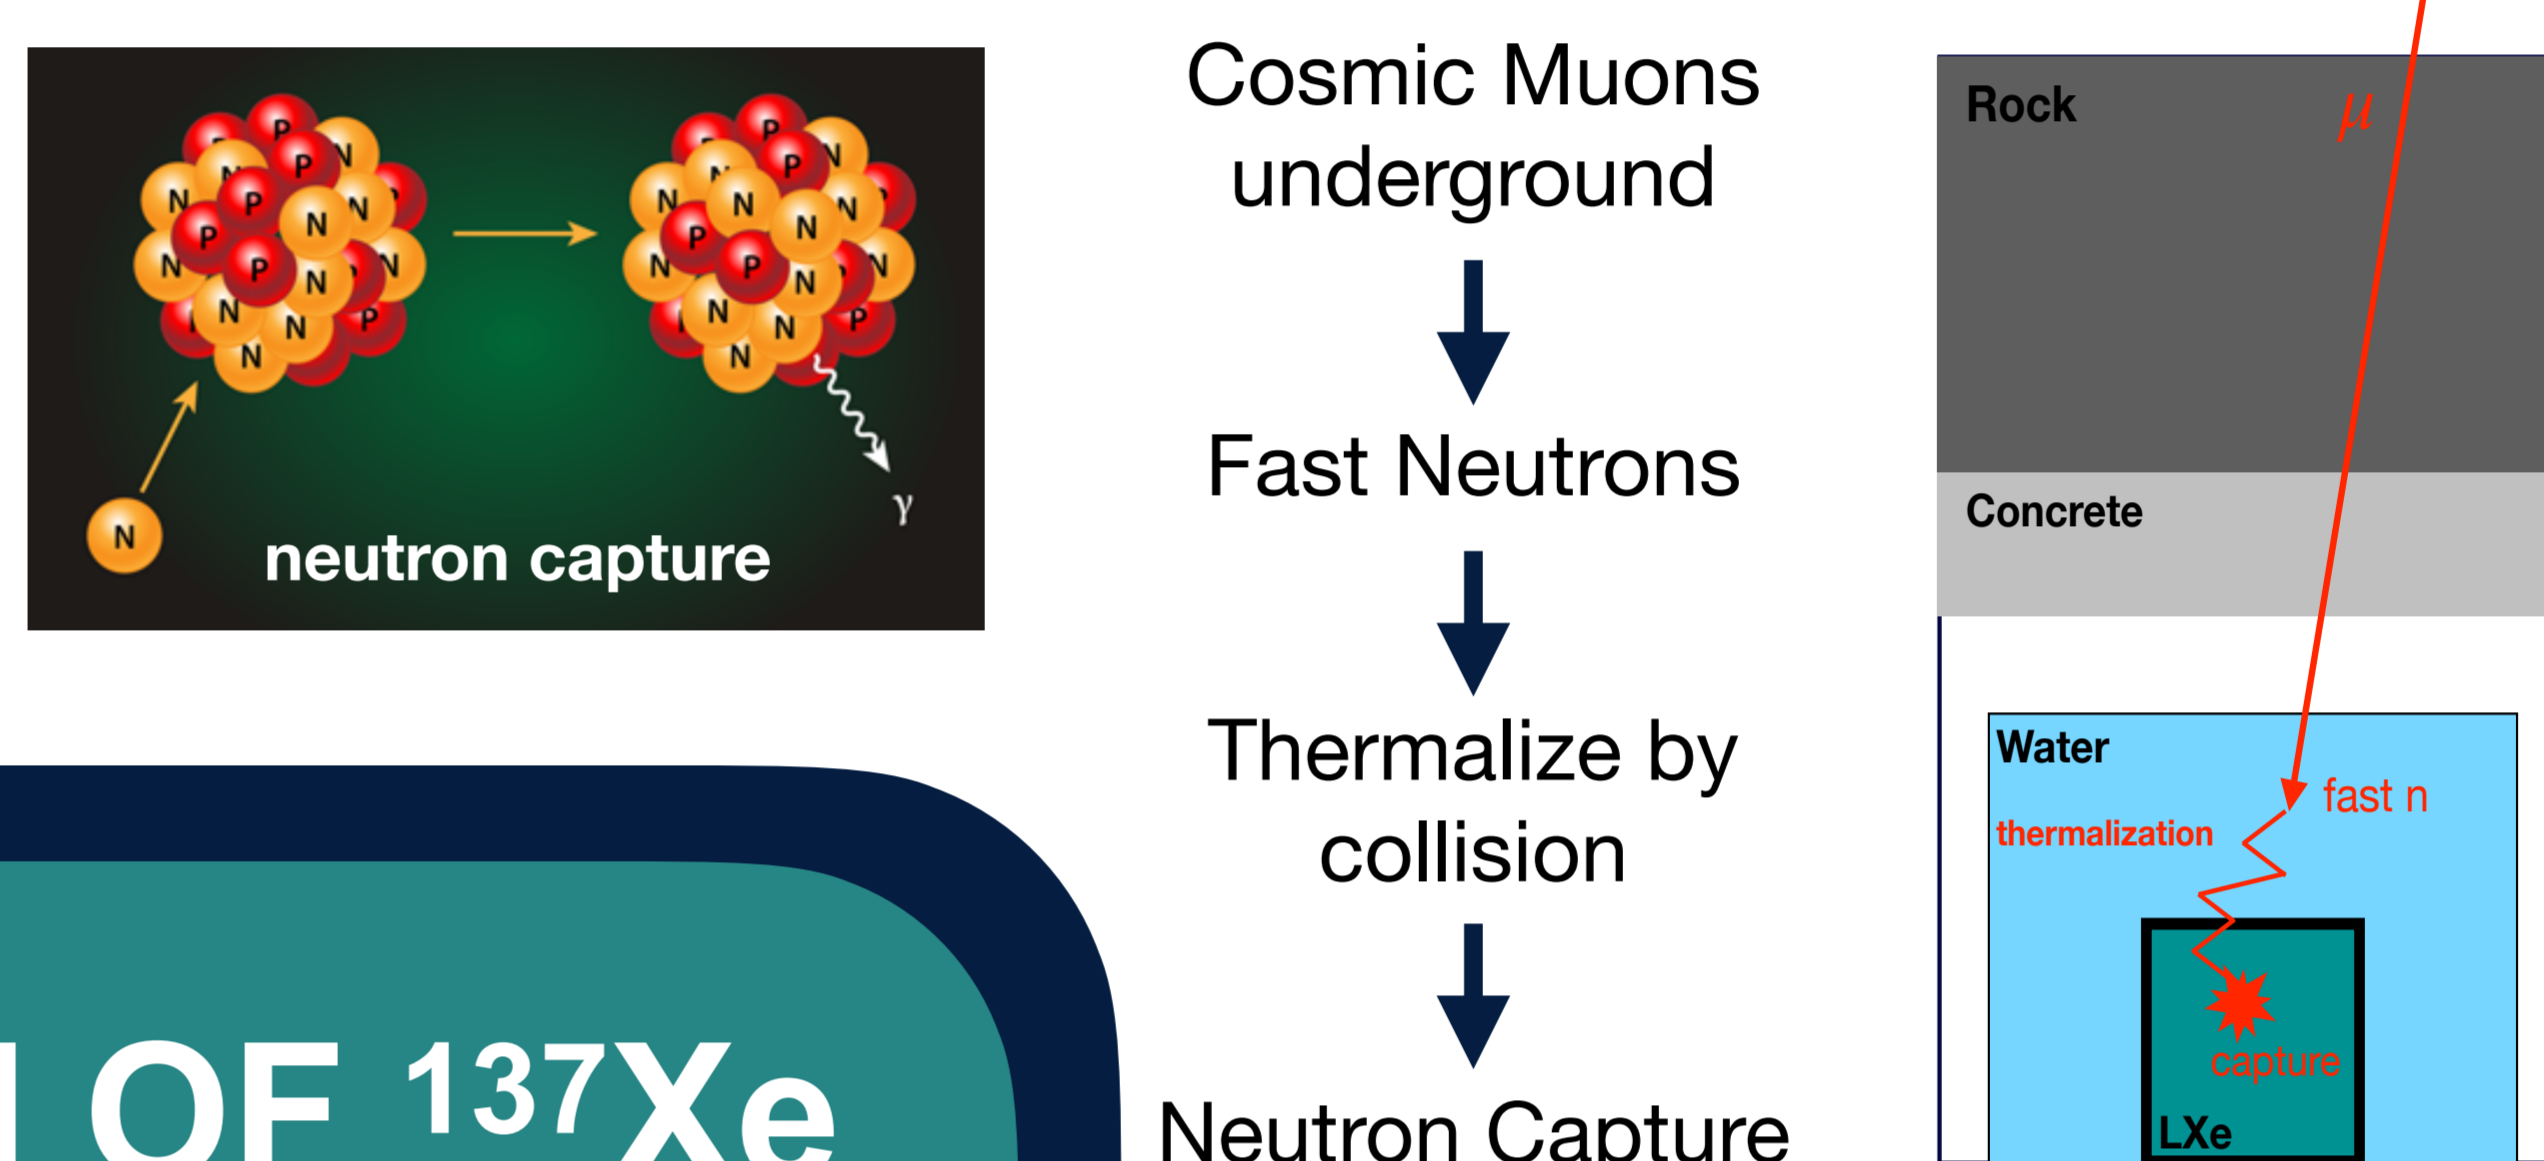 P
P
N
N
N
P
N
N
P
N
P
N
P
N
N
N
N
P
N
N
P
P
N
N
N
N
N
N
P
N
P
N
N
N
N
P
N
N
γ
neutron capture
Cosmic Muons
underground
Fast Neutrons
Thermalize by
collision
Neutron Capture
Rock
μ
Concrete
Water
fast n
thermalization
capture
LXe
OF ¹³⁷Xe